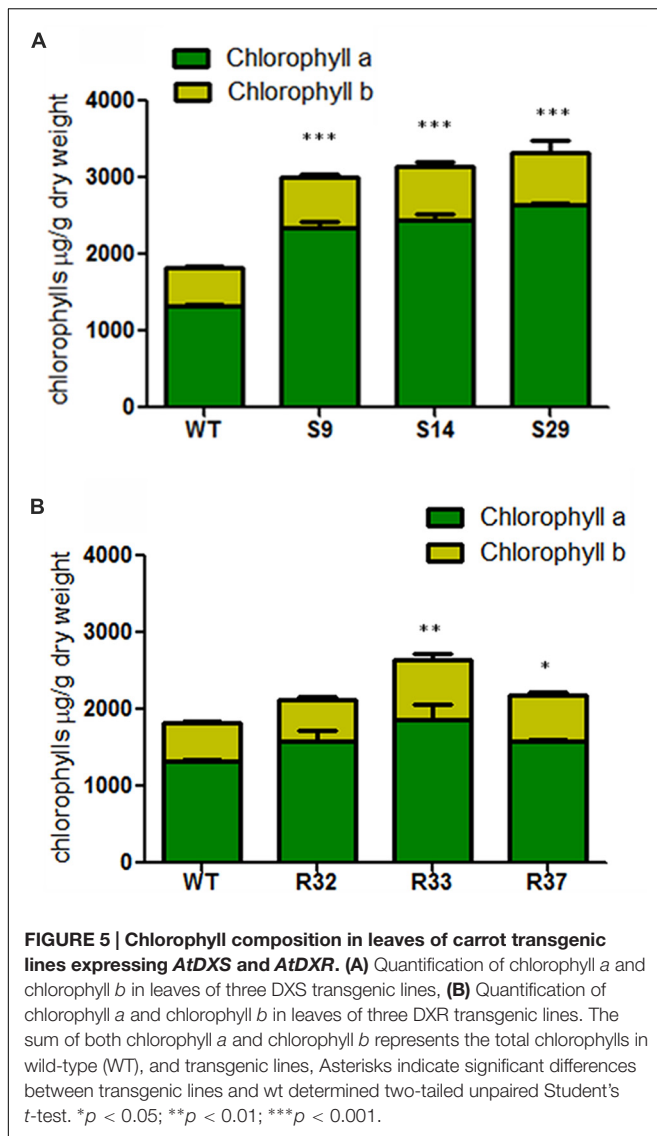 A
Chlorophyll a
Chlorophyll b
chlorophylls µg/g dry weight
4000
3000
2000
1000
0
***
***
***
WT
S9
S14
S29
B
Chlorophyll a
Chlorophyll b
chlorophylls µg/g dry weight
4000
3000
2000
1000
0
**
*
WT
R32
R33
R37
FIGURE 5 | Chlorophyll composition in leaves of carrot transgenic
lines expressing AtDXS and AtDXR. (A) Quantification of chlorophyll a and
chlorophyll b in leaves of three DXS transgenic lines, (B) Quantification of
chlorophyll a and chlorophyll b in leaves of three DXR transgenic lines. The
sum of both chlorophyll a and chlorophyll b represents the total chlorophylls in
wild-type (WT), and transgenic lines, Asterisks indicate significant differences
between transgenic lines and wt determined two-tailed unpaired Student's
t-test. *p < 0.05; **p < 0.01; ***p < 0.001.